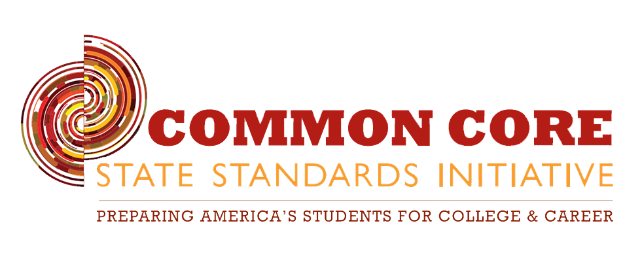 COMMON CORE
STATE STANDARDS INITIATIVE
PREPARING AMERICA'S STUDENTS FOR COLLEGE & CAREER